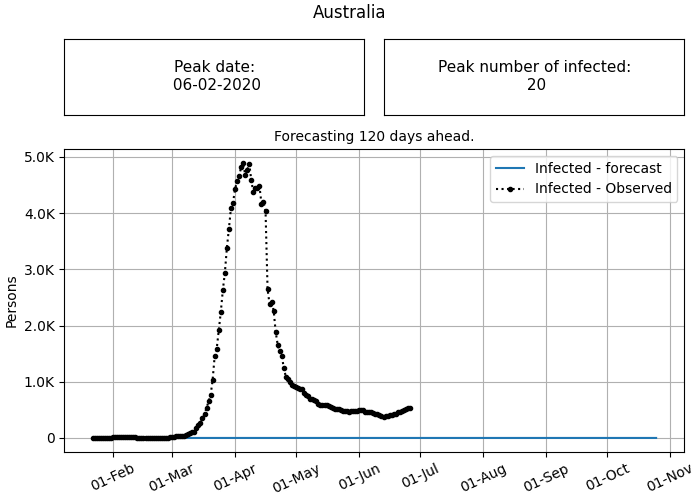 Australia
Peak date:
06-02-2020
Peak number of infected:
20
Forecasting 120 days ahead.
5.0K
4.0K
3.0K
2.0K
1.0K
0
Persons
Infected - forecast
Infected - Observed
01-Feb
01-Mar
01-Apr
01-May
01-Jun
01-Jul
01-Aug
01-Sep
01-Oct
01-Nov